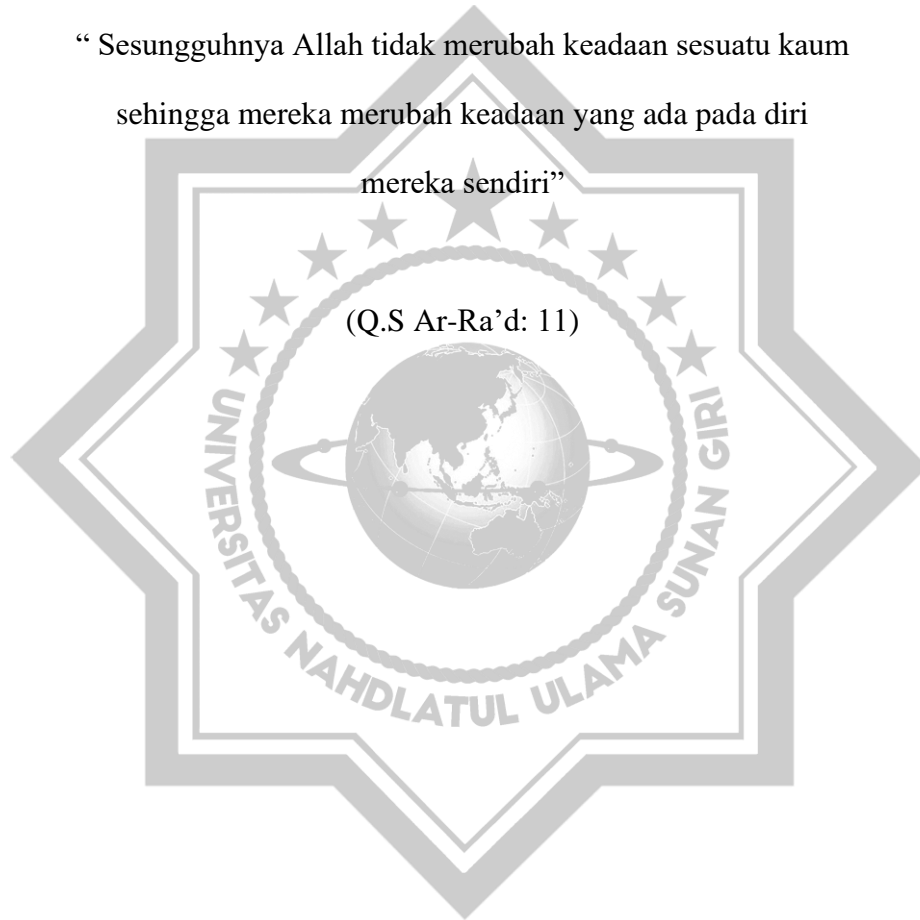 “ Sesungguhnya Allah tidak merubah keadaan sesuatu kaum
sehingga mereka merubah keadaan yang ada pada diri
mereka sendiri”
(Q.S Ar-Ra’d: 11)
UNIVERSITAS NAHDLATUL ULAMA SUNAN GIRI